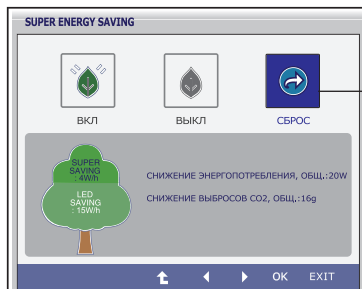 SUPER ENERGY SAVING
ВКЛ ВЫКЛ СБРОС
SUPER
SAVING
: 4W/h
LED
SAVING
: 15W/h
СНИЖЕНИЕ ЭНЕРГОПОТРЕБЛЕНИЯ, ОБЩ.:20W
СНИЖЕНИЕ ВЫБРОСОВ CO2, ОБЩ,:16g
OK EXIT